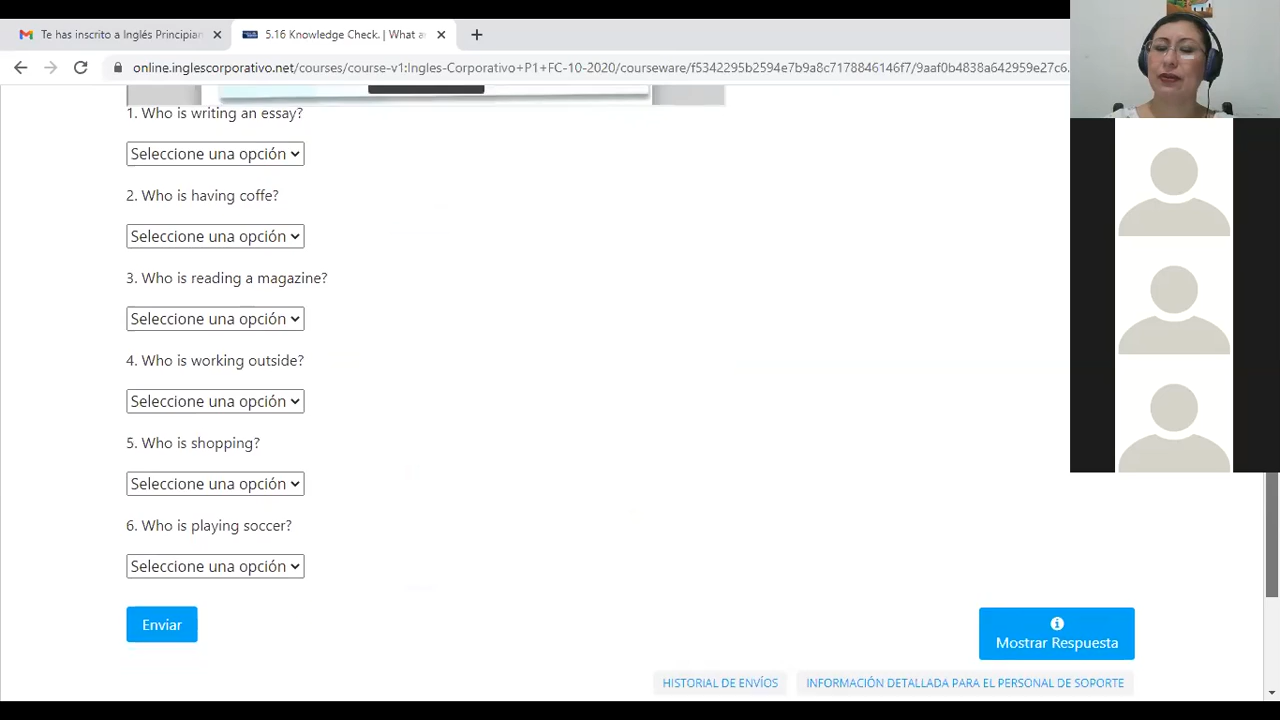 Te has inscrito a Inglés Principian
5.16 Knowledge Check. | What a
online.inglescorporativo.net/courses/course-v1:Ingles-Corporativo+P1+FC-10-2020/courseware/f5342295b2594e7b9a8c7178846146f7/9aaf0b4838a642959e27c6.
1. Who is writing an essay?
Seleccione una opción
2. Who is having coffe?
Seleccione una opción
3. Who is reading a magazine?
Seleccione una opción
4. Who is working outside?
Seleccione una opción
5. Who is shopping?
Seleccione una opción
6. Who is playing soccer?
Seleccione una opción
Enviar
Mostrar Respuesta
HISTORIAL DE ENVÍOS
INFORMACIÓN DETALLADA PARA EL PERSONAL DE SOPORTE